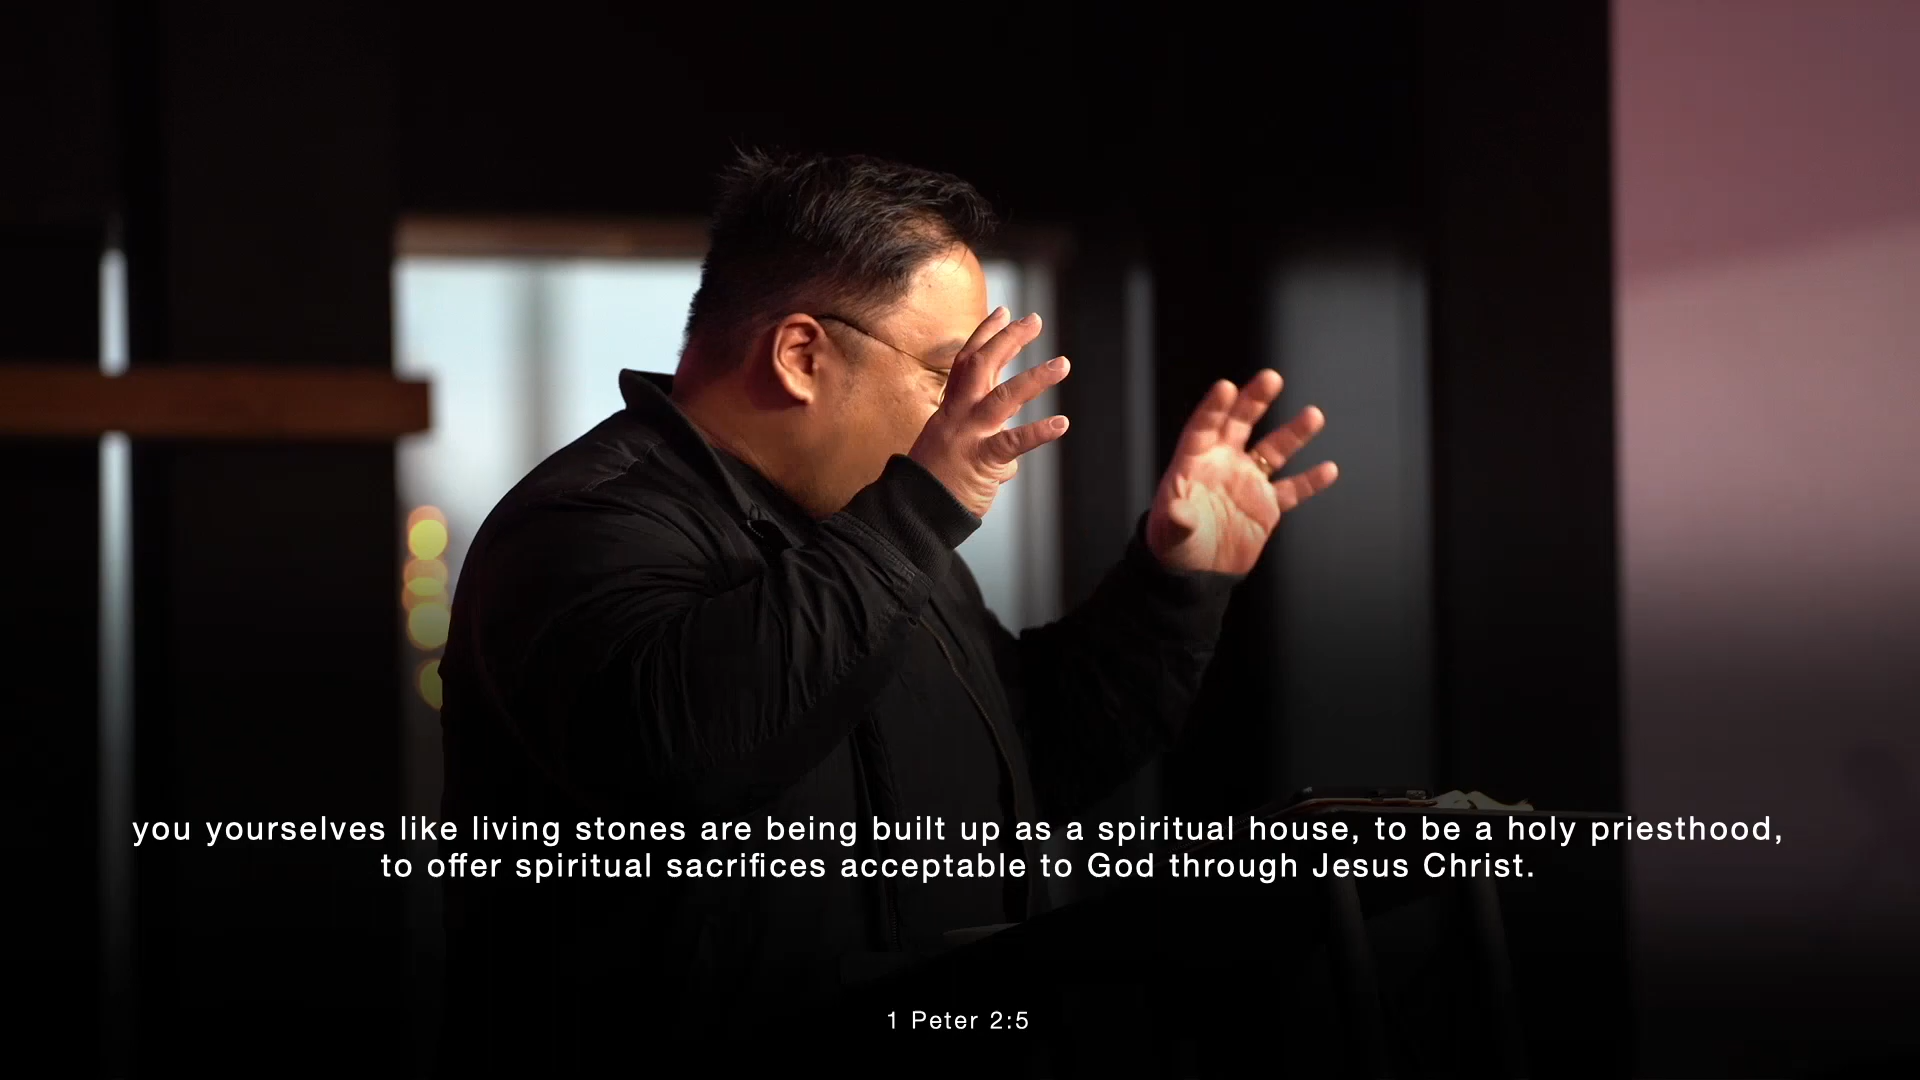 you yourselves like living stones are being built up as a spiritual house, to be a holy priesthood,
to offer spiritual sacrifices acceptable to God through Jesus Christ.
1 Peter 2:5